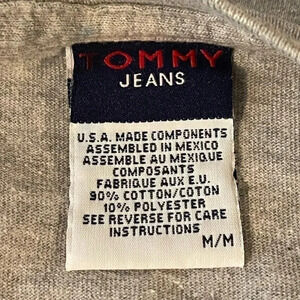 TOMMY
JEANS
U.S.A. MADE COMPONENTS
ASSEMBLED IN MEXICO
ASSEMBLE AU MEXIQUE
COMPOSANTS
FABRIQUE AUX E.U.
90% COTTON/COTON
10% POLYESTER
SEE REVERSE FOR CARE
INSTRUCTIONS
M/M